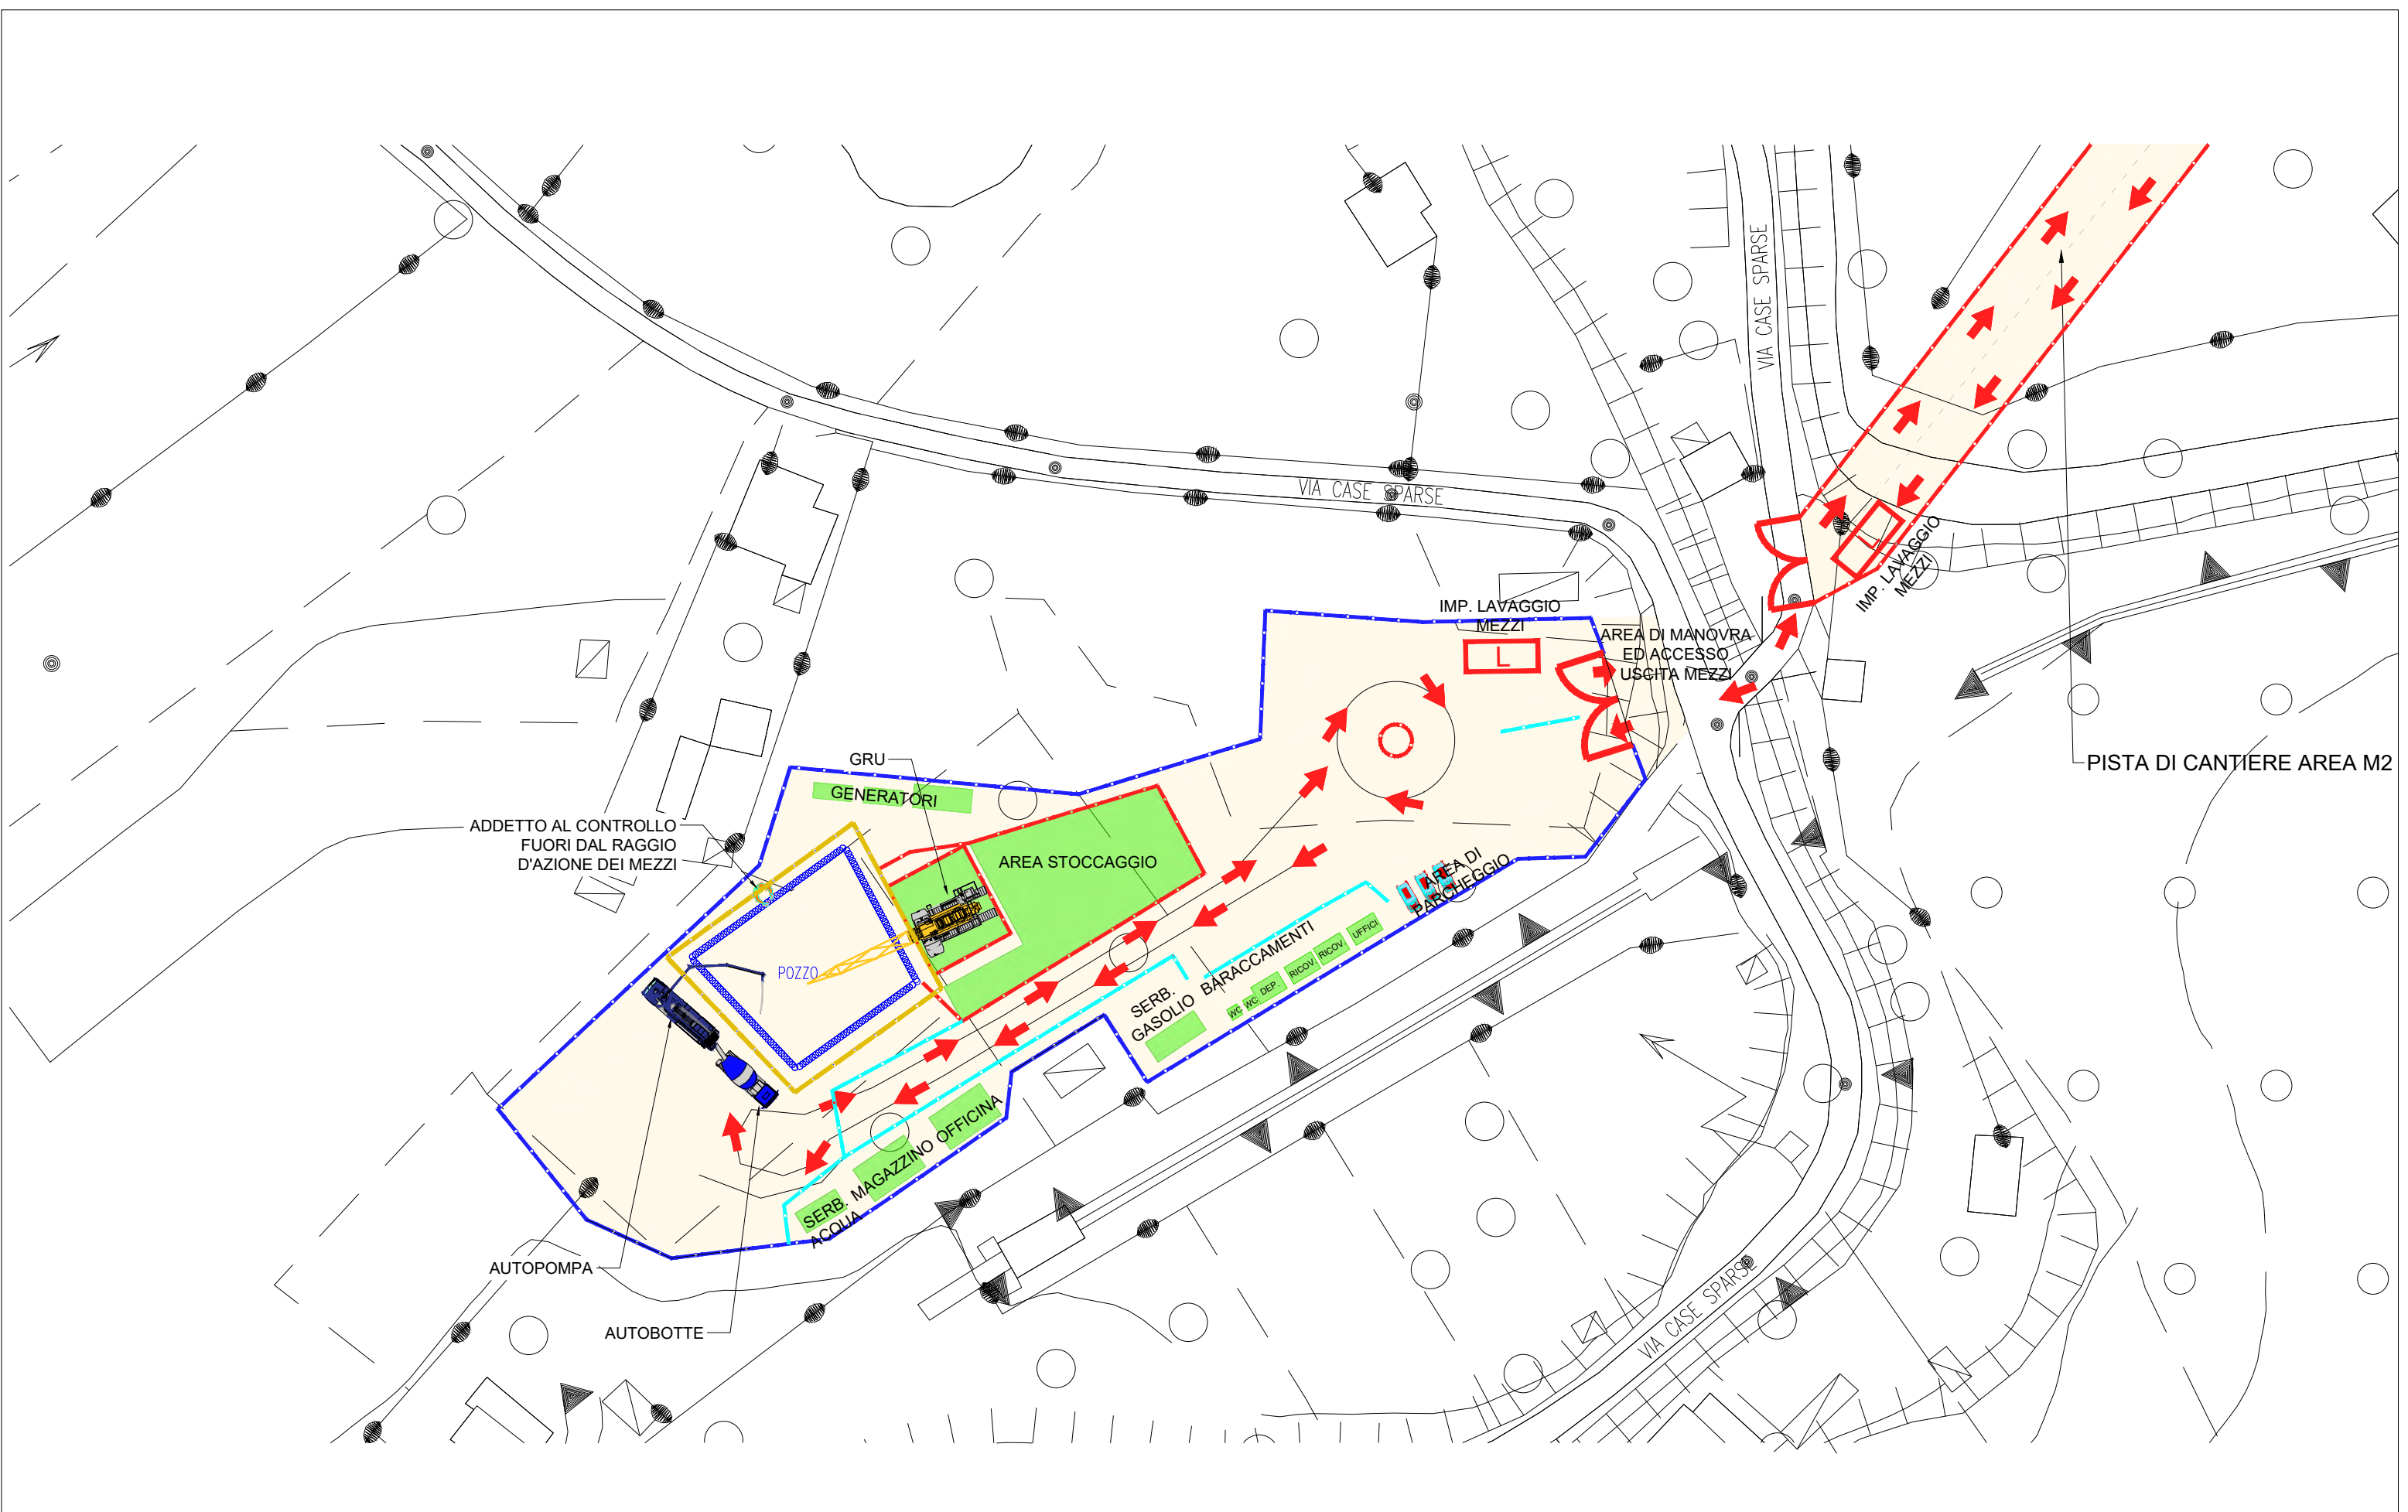 VIA CASE SPARSE
VIA CASE SPARSE
IMP. LAVAGGIO
MEZZI
L
IMP. LAVAGGIO
MEZZI
L
AREA DI MANOVRA
ED ACCESSO
USCITA MEZZI
PISTA DI CANTIERE AREA M2
GRU
GENERATORI
ADDETTO AL CONTROLLO
FUORI DAL RAGGIO
D'AZIONE DEI MEZZI
AREA STOCCAGGIO
AREA DI
PARCHEGGIO
POZZO
BARACCAMENTI
UFFICI
RICOV.
RICOV.
DEP.
WC
WC
SERB.
GASOLIO
OFFICINA
MAGAZZINO
SERB.
ACQUA
AUTOPOMPA
AUTOBOTTE
VIA CASE SPARSE